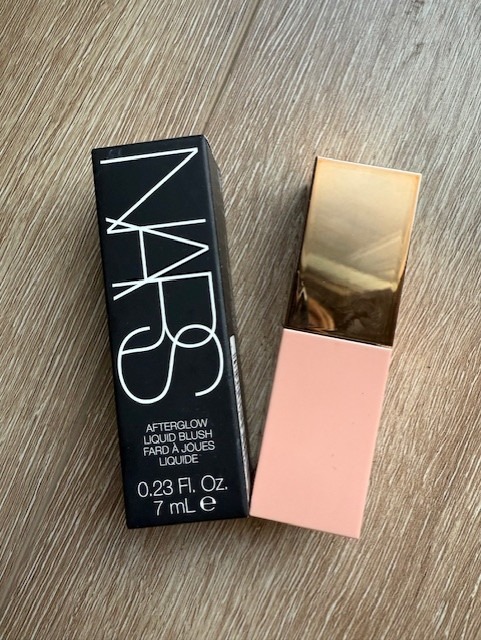 NARS
AFTERGLOW
LIQUID BLUSH
FARD À JOUES
LIQUIDE
0.23 Fl. Oz.
7 mL ℮